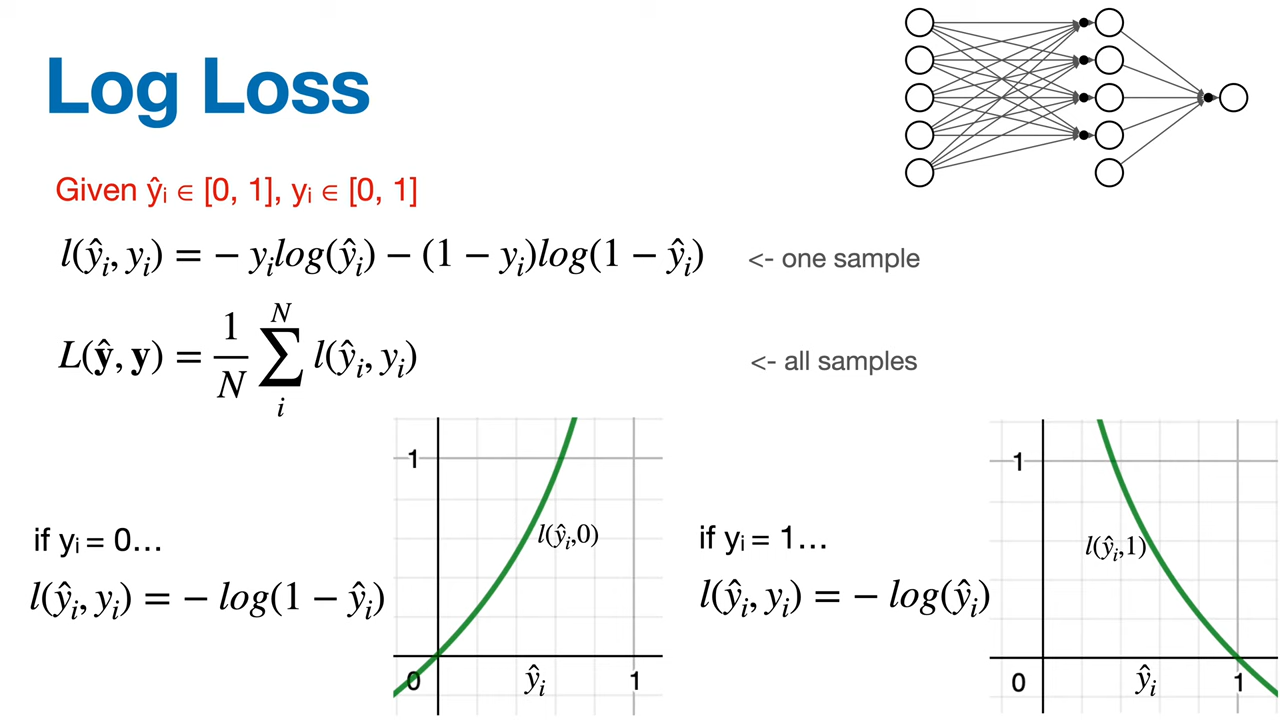 Log Loss
Given ŷᵢ ∈ [0, 1], yᵢ ∈ [0, 1]
l(ŷᵢ, yᵢ) = − yᵢlog(ŷᵢ) − (1 − yᵢ)log(1 − ŷᵢ) <- one sample
L(ŷ, y) = 1/N ∑ᵢᴺ l(ŷᵢ, yᵢ) <- all samples
if yᵢ = 0…
l(ŷᵢ, yᵢ) = − log(1 − ŷᵢ)
1
l(ŷᵢ,0)
0 ŷᵢ 1
if yᵢ = 1…
l(ŷᵢ, yᵢ) = − log(ŷᵢ)
1
l(ŷᵢ,1)
0 ŷᵢ 1